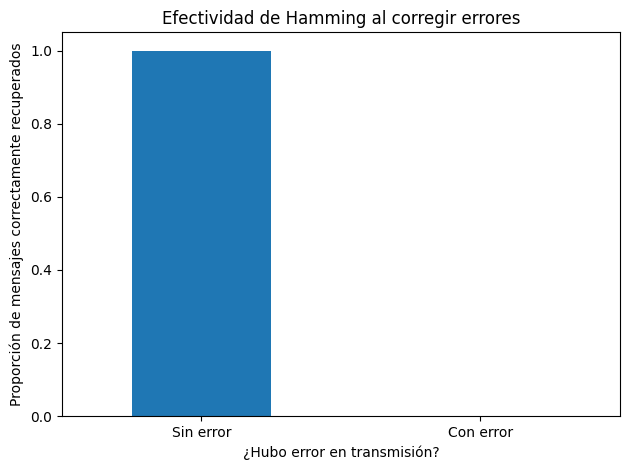 Efectividad de Hamming al corregir errores
Proporción de mensajes correctamente recuperados
1.0
0.8
0.6
0.4
0.2
0.0
Sin error
Con error
¿Hubo error en transmisión?